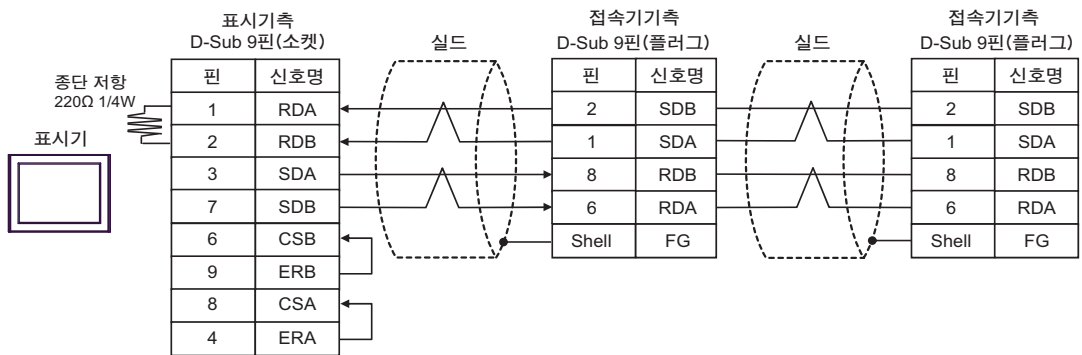 표시기측
D-Sub 9핀(소켓)
실드
접속기기측
D-Sub 9핀(플러그)
실드
접속기기측
D-Sub 9핀(플러그)
종단 저항
220Ω 1/4W
표시기
핀 신호명
1 RDA
2 RDB
3 SDA
7 SDB
6 CSB
9 ERB
8 CSA
4 ERA
핀 신호명
2 SDB
1 SDA
8 RDB
6 RDA
Shell FG
핀 신호명
2 SDB
1 SDA
8 RDB
6 RDA
Shell FG